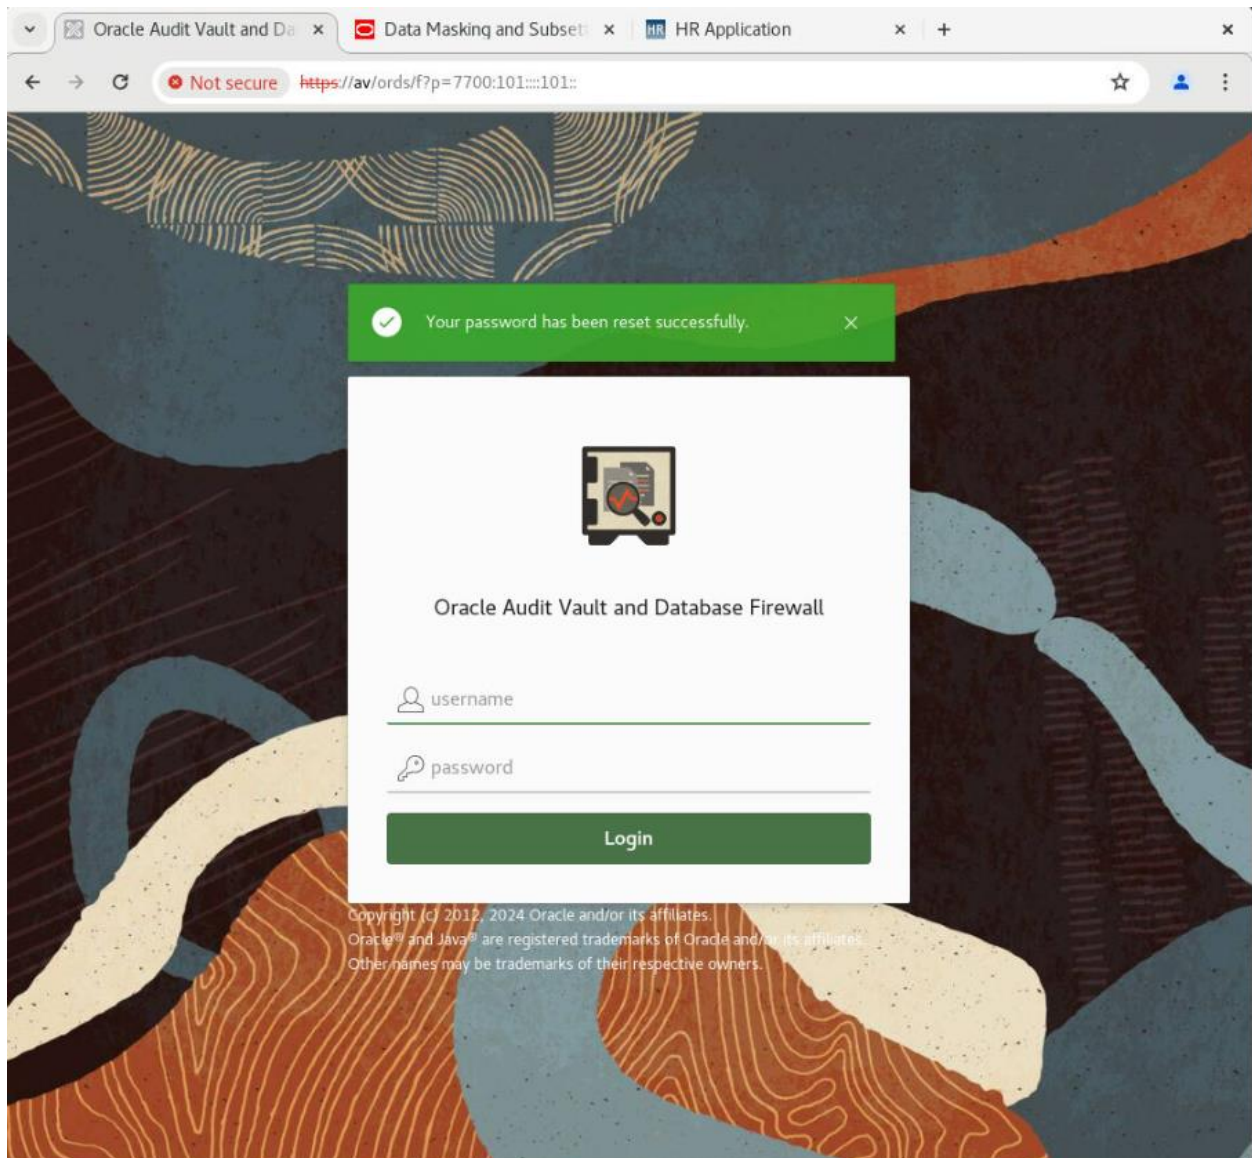 Oracle Audit Vault and Da
Data Masking and Subset
HR HR Application
Not secure https://av/ords/f?p=7700:101::::101::
Your password has been reset successfully.
Oracle Audit Vault and Database Firewall
username
password
Login
Copyright (c) 2012, 2024 Oracle and/or its affiliates.
Oracle® and Java® are registered trademarks of Oracle and/or its affiliates.
Other names may be trademarks of their respective owners.